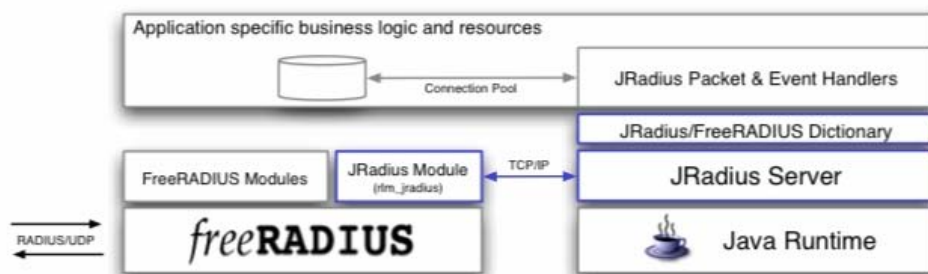 Application specific business logic and resources
Connection Pool
JRadius Packet & Event Handlers
JRadius/FreeRADIUS Dictionary
FreeRADIUS Modules
JRadius Module
(rlm_jradius)
TCP/IP
JRadius Server
RADIUS/UDP
freeRADIUS
Java Runtime